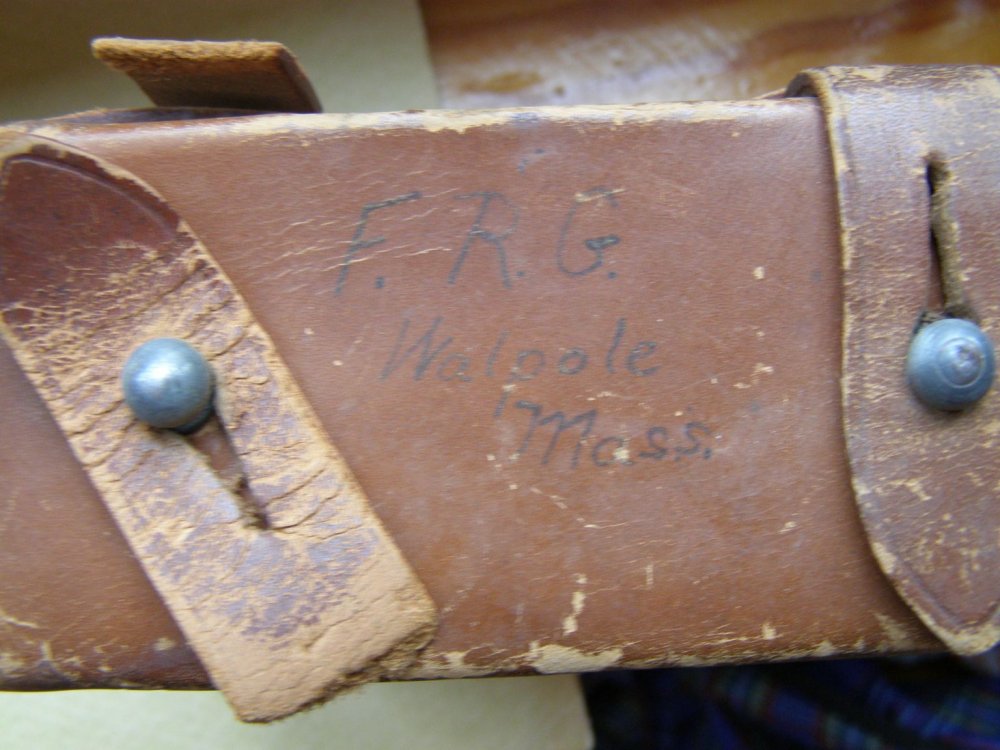 F. R. G.
Walpole
Mass.